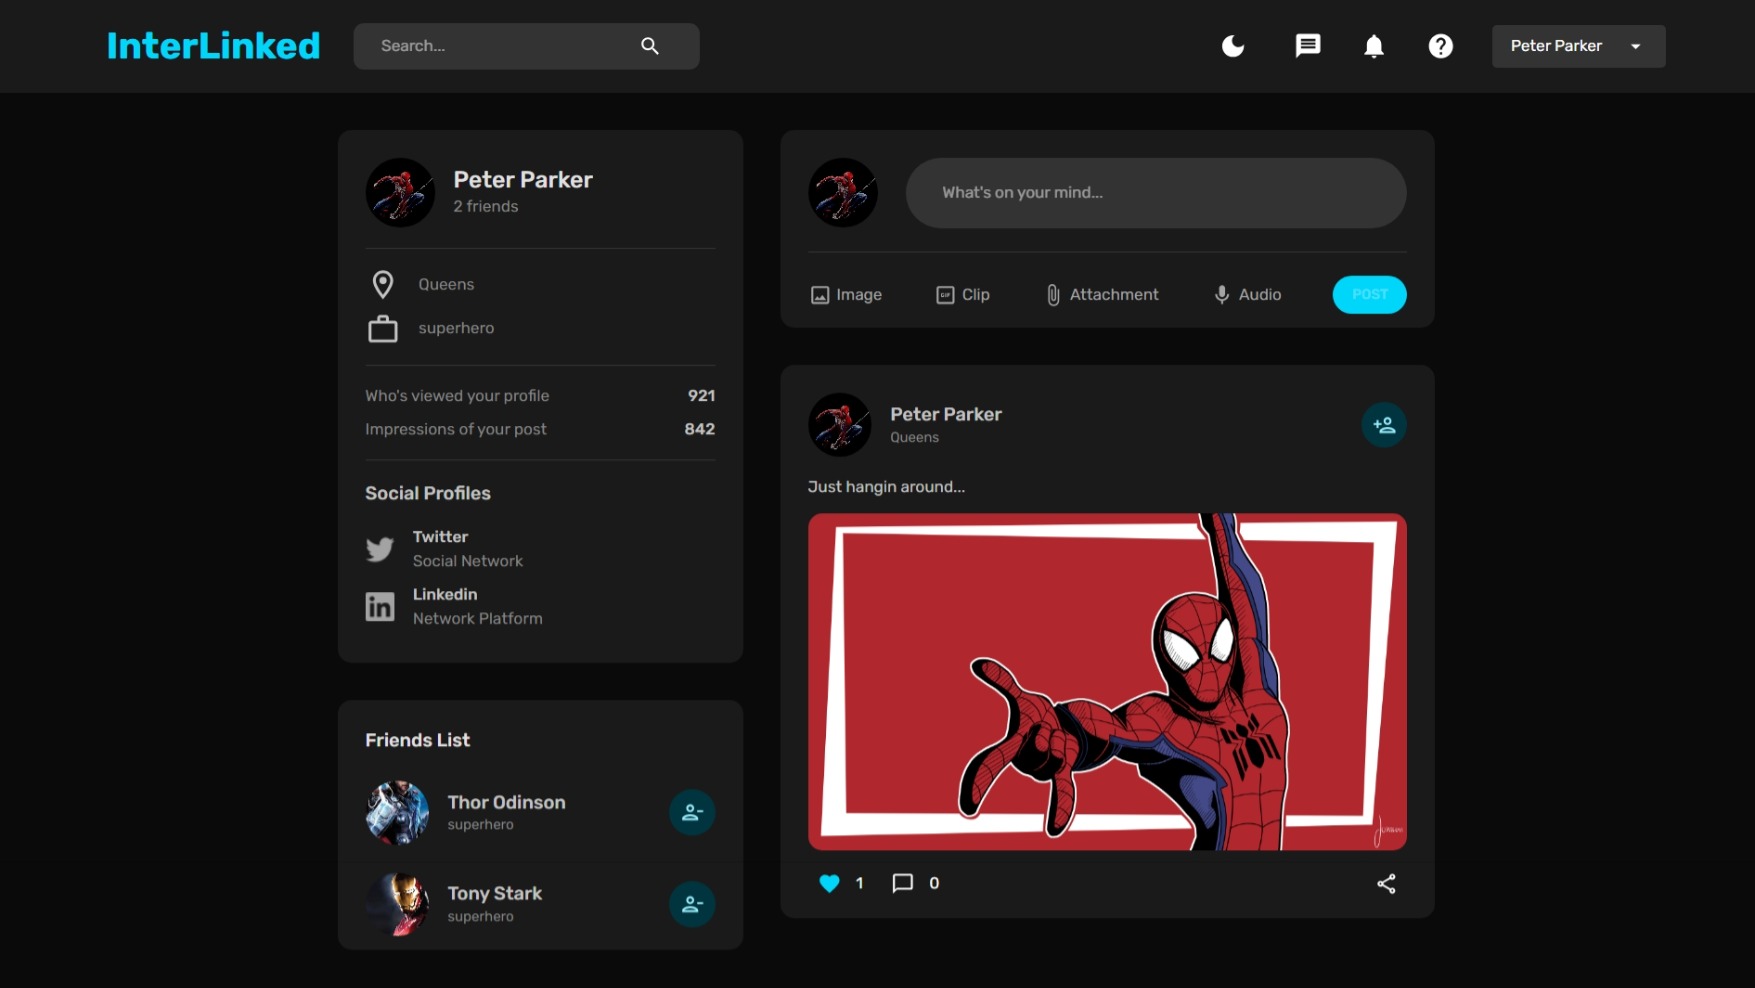 InterLinked
Search...
Peter Parker
Peter Parker
2 friends
Queens
superhero
Who's viewed your profile 921
Impressions of your post 842
Social Profiles
Twitter
Social Network
Linkedin
Network Platform
Friends List
Thor Odinson
superhero
Tony Stark
superhero
What's on your mind...
Image Clip Attachment Audio POST
Peter Parker
Queens
Just hangin around...
1 0